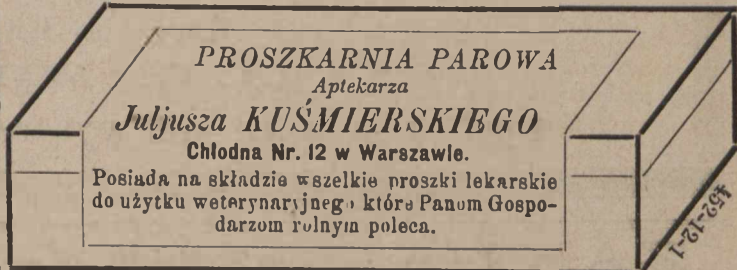 PROSZKARNIA PAROWA
Aptekarza
Juljusza KUŚMIERSKIEGO
Chłodna Nr. 12 w Warszawie.
Posiada na składzie wszelkie proszki lekarskie
do użytku weterynaryjnego które Panom Gospo-
darzom rolnym poleca.
452-12-1